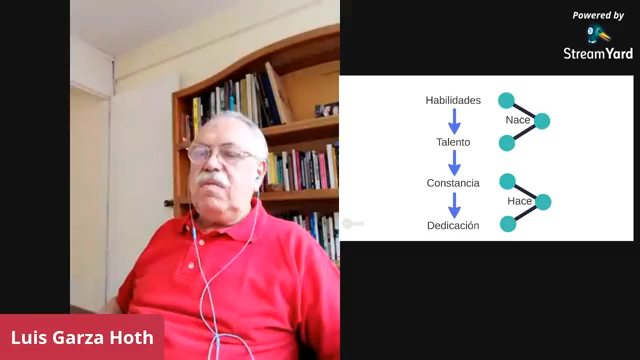 Powered by
StreamYard
Habilidades
Nace
Talento
Constancia
Hace
Dedicación
Luis Garza Hoth